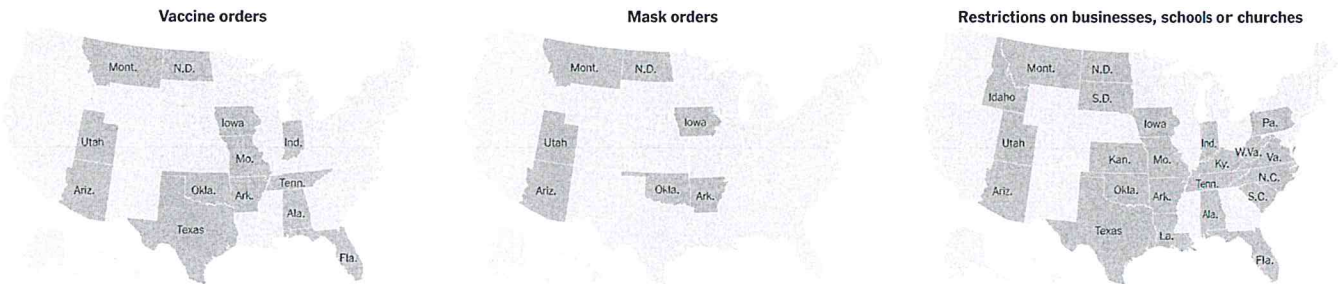 Vaccine orders
Mont.
N.D.
Iowa
Utah
Ind.
Mo.
Ariz.
Okla.
Ark.
Tenn.
Ala.
Texas
Fla.
Mask orders
Mont.
N.D.
Iowa
Utah
Ariz.
Okla.
Ark.
Restrictions on businesses, schools or churches
Mont.
N.D.
Idaho
S.D.
Iowa
Pa.
Utah
Ind.
W.Va.
Va.
Kan.
Mo.
Ky.
N.C.
Ariz.
Okla.
Ark.
Tenn.
S.C.
Ala.
Texas
La.
Fla.